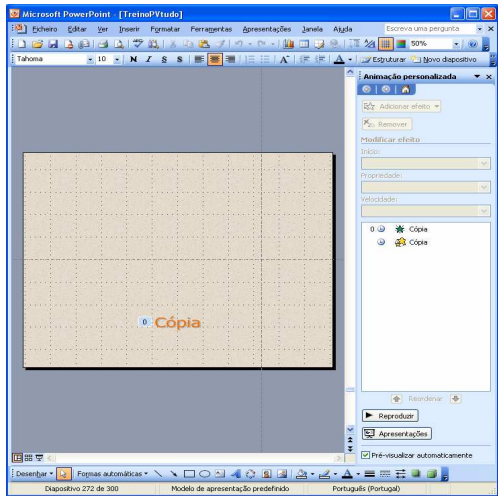 Microsoft PowerPoint - [TreinoPVtudo]
Ficheiro Editar Ver Inserir Formatar Ferramentas Apresentações Janela Ajuda Escreva uma pergunta
50%
Tahoma 10 N I S S A Estruturar Novo diapositivo
Animação personalizada
Adicionar efeito
Remover
Modificar efeito
Início:
Propriedade:
Velocidade:
0 Cópia
Cópia
0 Cópia
Reordenar
Reproduzir
Apresentações
Pré-visualizar automaticamente
Desenhar Formas automáticas
Diapositivo 272 de 300 Modelo de apresentação predefinido Português (Portugal)